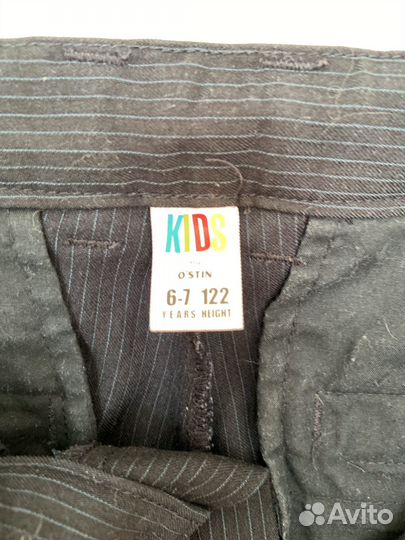 KIDS
O'STIN
6-7 122
YEARS HEIGHT
Avito